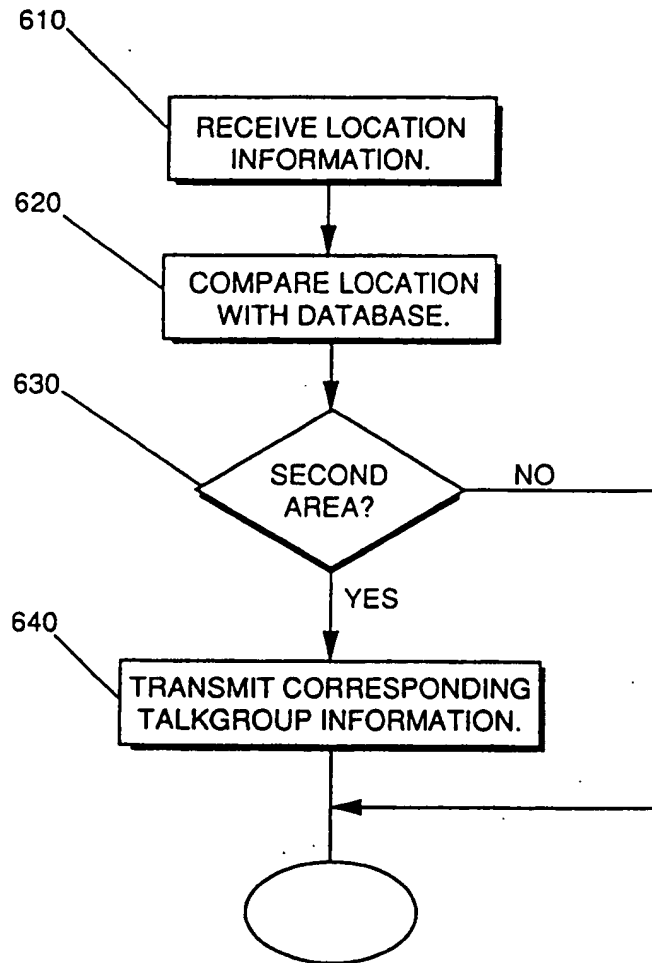 610
RECEIVE LOCATION
INFORMATION.
620
COMPARE LOCATION
WITH DATABASE.
630
SECOND
AREA?
NO
YES
640
TRANSMIT CORRESPONDING
TALKGROUP INFORMATION.